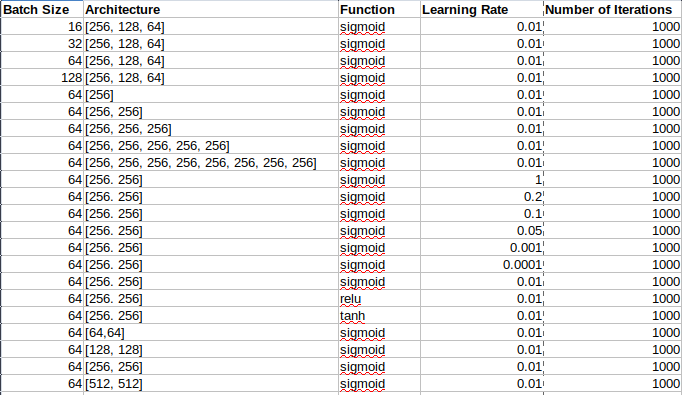 Batch Size Architecture Function Learning Rate Number of Iterations
16 [256, 128, 64] sigmoid 0.01 1000
32 [256, 128, 64] sigmoid 0.01 1000
64 [256, 128, 64] sigmoid 0.01 1000
128 [256, 128, 64] sigmoid 0.01 1000
64 [256] sigmoid 0.01 1000
64 [256, 256] sigmoid 0.01 1000
64 [256, 256, 256] sigmoid 0.01 1000
64 [256, 256, 256, 256, 256] sigmoid 0.01 1000
64 [256, 256, 256, 256, 256, 256, 256, 256] sigmoid 0.01 1000
64 [256. 256] sigmoid 1 1000
64 [256. 256] sigmoid 0.2 1000
64 [256. 256] sigmoid 0.1 1000
64 [256. 256] sigmoid 0.05 1000
64 [256. 256] sigmoid 0.001 1000
64 [256. 256] sigmoid 0.0001 1000
64 [256. 256] sigmoid 0.01 1000
64 [256. 256] relu 0.01 1000
64 [256. 256] tanh 0.01 1000
64 [64,64] sigmoid 0.01 1000
64 [128, 128] sigmoid 0.01 1000
64 [256, 256] sigmoid 0.01 1000
64 [512, 512] sigmoid 0.01 1000